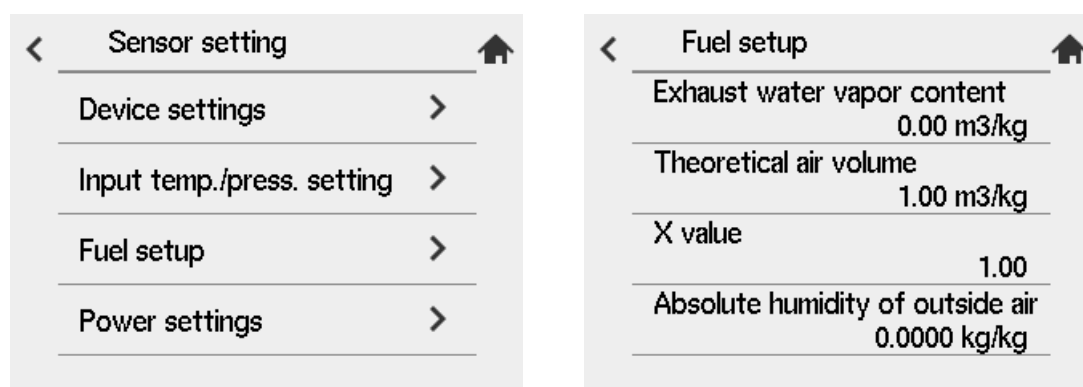 Sensor setting
Device settings
Input temp./press. setting
Fuel setup
Power settings
Fuel setup
Exhaust water vapor content
0.00 m3/kg
Theoretical air volume
1.00 m3/kg
X value
1.00
Absolute humidity of outside air
0.0000 kg/kg